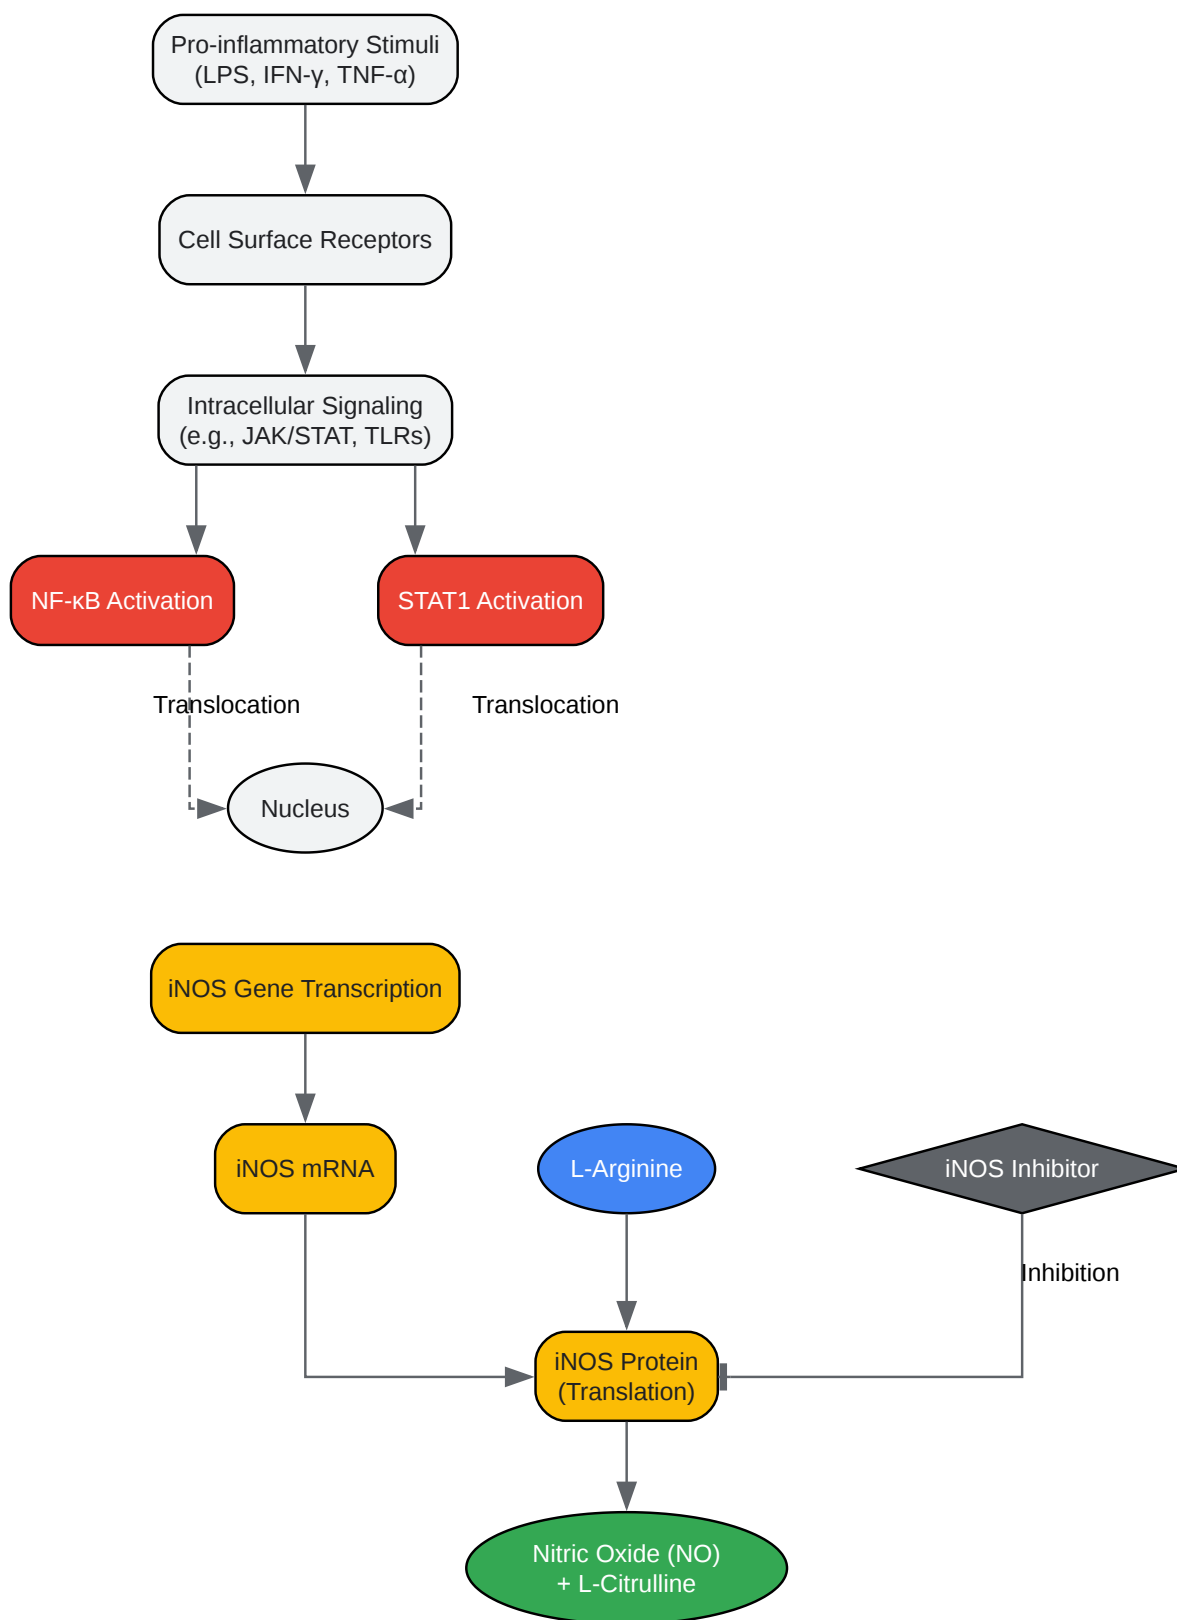 Pro-inflammatory Stimuli
(LPS, IFN-γ, TNF-α)
Cell Surface Receptors
Intracellular Signaling
(e.g., JAK/STAT, TLRs)
NF-κB Activation
STAT1 Activation
Translocation
Translocation
Nucleus
iNOS Gene Transcription
iNOS mRNA
L-Arginine
iNOS Inhibitor
Inhibition
iNOS Protein
(Translation)
Nitric Oxide (NO)
+ L-Citrulline